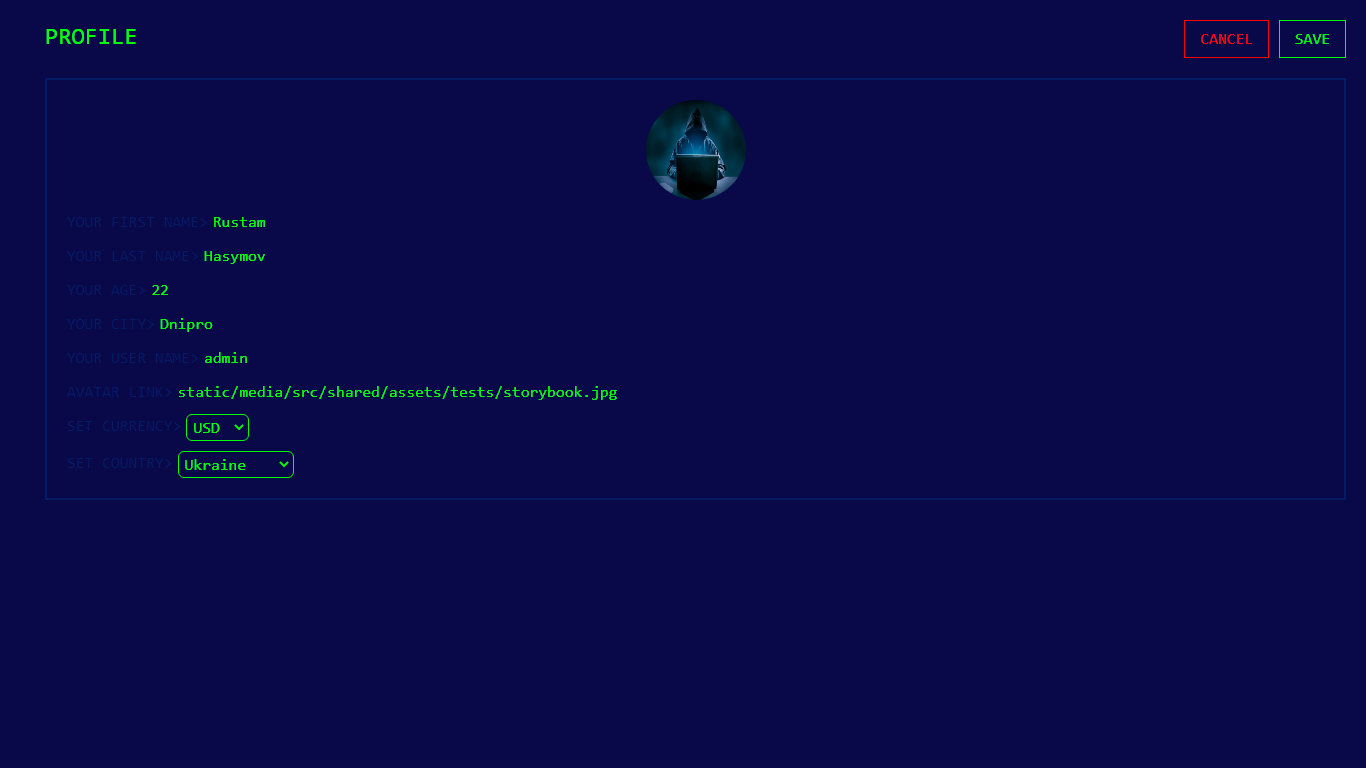 PROFILE
CANCEL
SAVE
YOUR FIRST NAME> Rustam
YOUR LAST NAME> Hasymov
YOUR AGE> 22
YOUR CITY> Dnipro
YOUR USER NAME> admin
AVATAR LINK> static/media/src/shared/assets/tests/storybook.jpg
SET CURRENCY> USD
SET COUNTRY> Ukraine